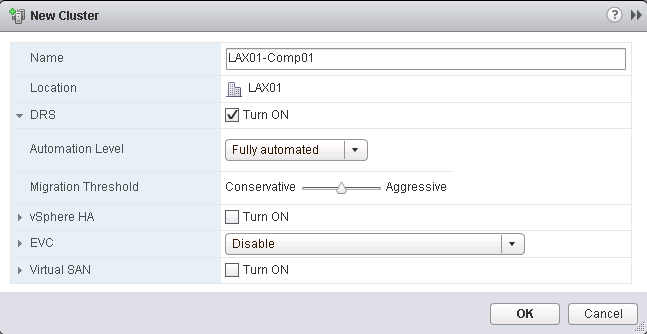 New Cluster ?
Name LAX01-Comp01
Location LAX01
DRS Turn ON
Automation Level Fully automated
Migration Threshold Conservative Aggressive
vSphere HA Turn ON
EVC Disable
Virtual SAN Turn ON
OK Cancel